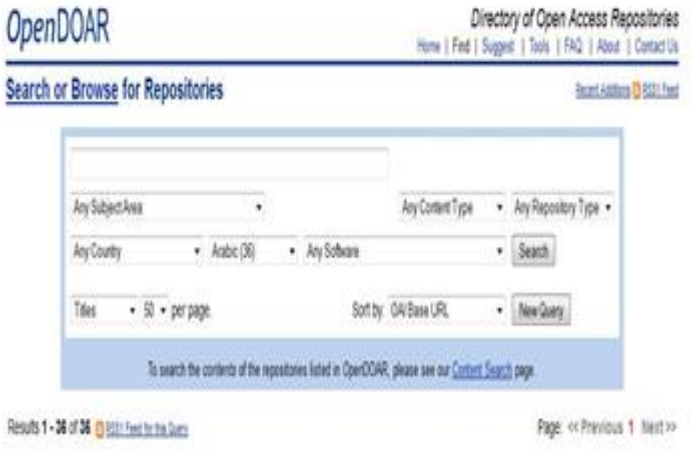 OpenDOAR
Directory of Open Access Repositories
Home | Find | Suggest | Tools | FAQ | About | Contact Us
Search or Browse for Repositories
Recent Additions RSS1 Feed
Any Subject Area Any Content Type Any Repository Type
Any Country Arabic (36) Any Software Search
Titles 50 per page. Sort by: OAI Base URL New Query
To search the contents of the repositories listed in OpenDOAR, please see our Content Search page.
Results 1 - 36 of 36 RSS1 Feed for this Query
Page: << Previous 1 Next >>